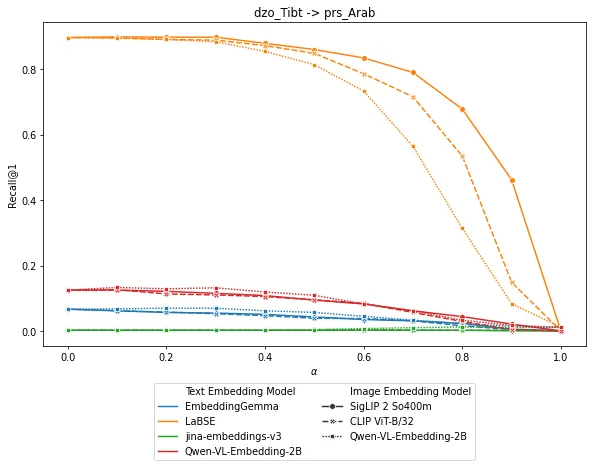 dzo_Tibt -> prs_Arab
Recall@1
0.8
0.6
0.4
0.2
0.0
0.0 0.2 0.4 0.6 0.8 1.0
α
Text Embedding Model Image Embedding Model
EmbeddingGemma SigLIP 2 So400m
LaBSE CLIP ViT-B/32
jina-embeddings-v3 Qwen-VL-Embedding-2B
Qwen-VL-Embedding-2B